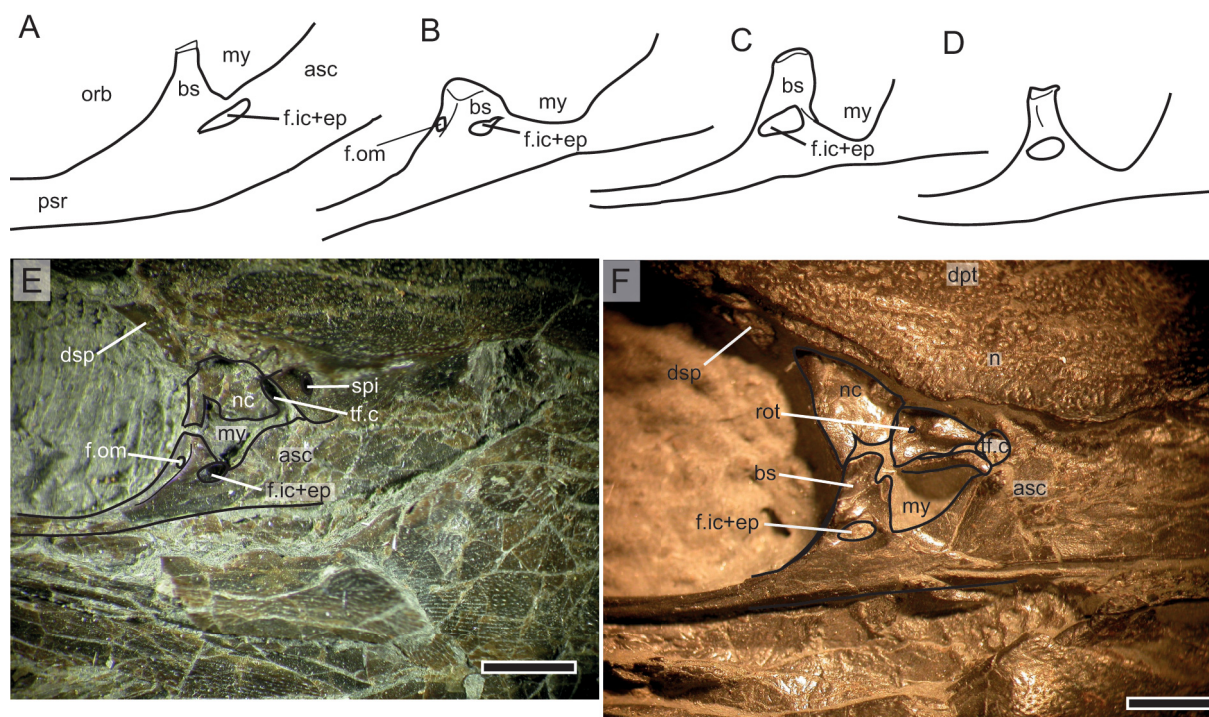 A
orb
bs
my
asc
f.ic+ep
psr
B
bs
my
f.om
f.ic+ep
C
bs
my
f.ic+ep
D
E
dsp
spi
nc
tf.c
my
f.om
asc
f.ic+ep
F
dpt
n
dsp
nc
rot
tf.c
bs
asc
my
f.ic+ep